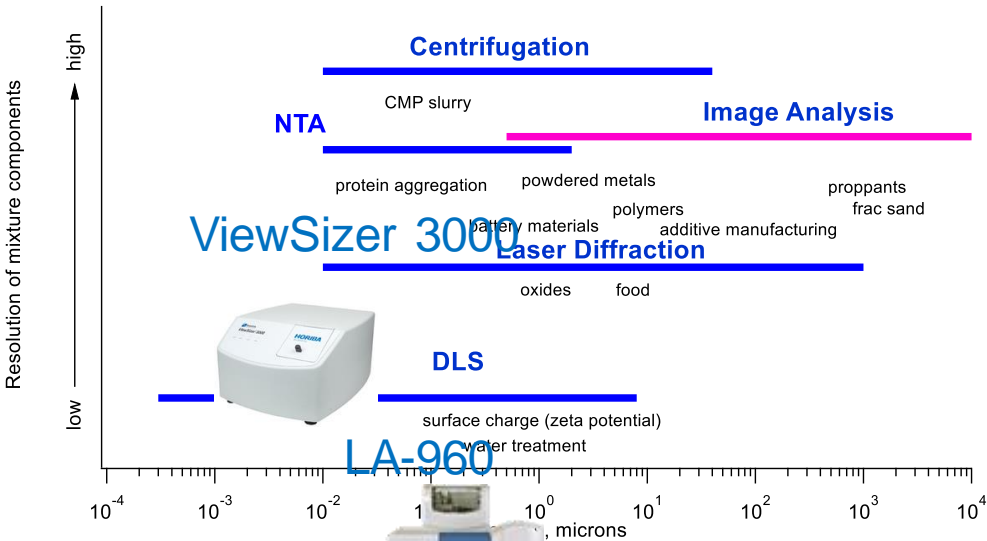 high
Resolution of mixture components
low
Centrifugation
CMP slurry
Image Analysis
NTA
protein aggregation
powdered metals
proppants
polymers
frac sand
battery materials
additive manufacturing
ViewSizer 3000
Laser Diffraction
oxides food
HORIBA
DLS
surface charge (zeta potential)
water treatment
LA-960
10-4 10-3 10-2 100 101 102 103 104
, microns